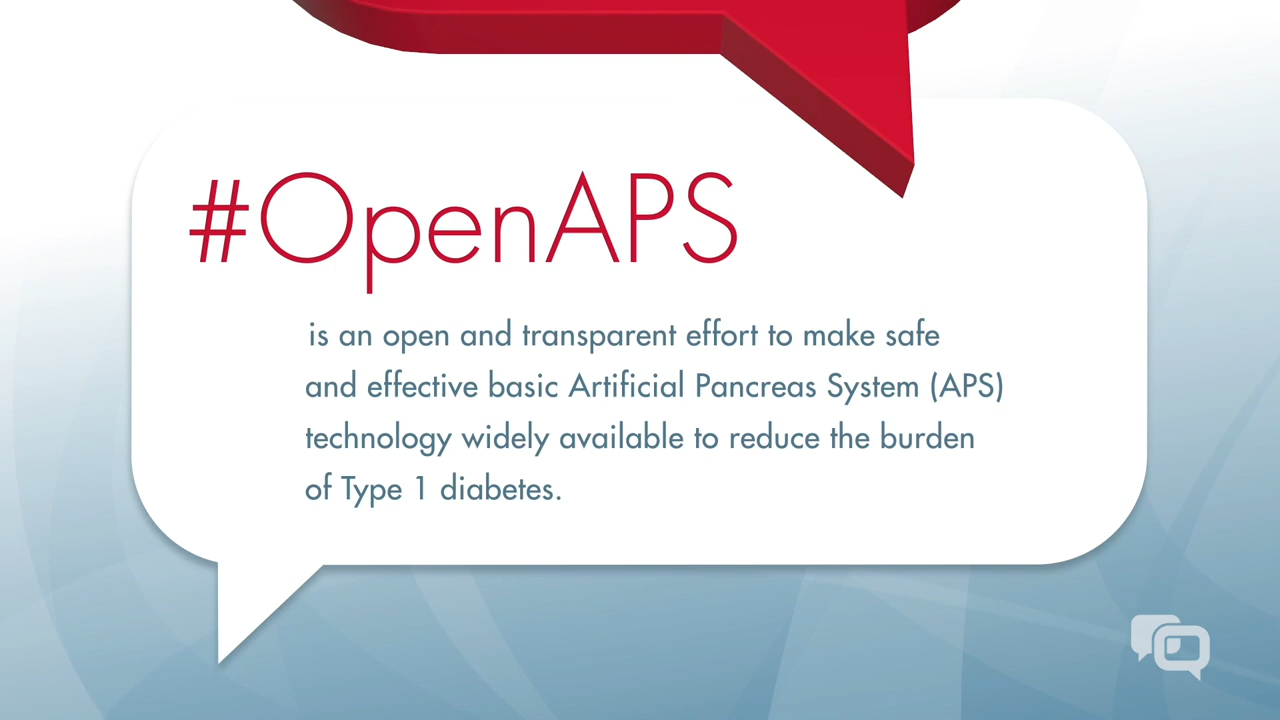 #OpenAPS
is an open and transparent effort to make safe
and effective basic Artificial Pancreas System (APS)
technology widely available to reduce the burden
of Type 1 diabetes.